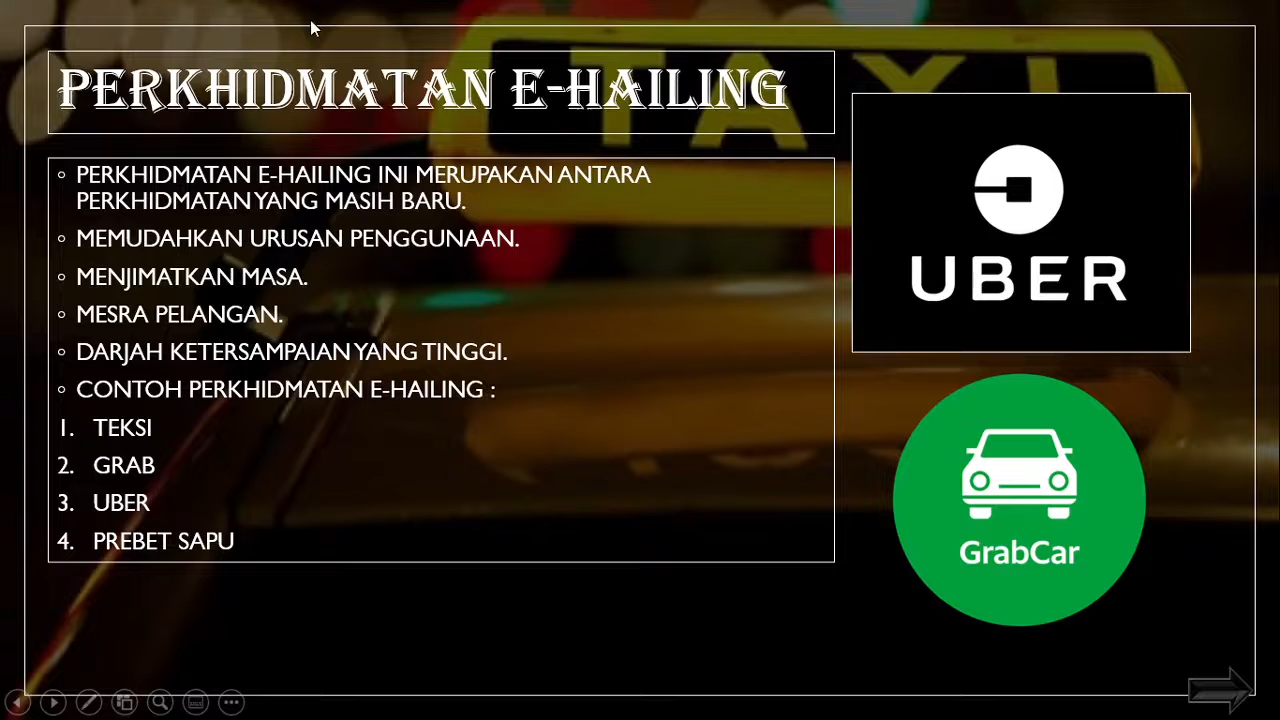 PERKHIDMATAN E-HAILING
TAXI
PERKHIDMATAN E-HAILING INI MERUPAKAN ANTARA
PERKHIDMATAN YANG MASIH BARU.
MEMUDAHKAN URUSAN PENGGUNAAN.
MENJIMATKAN MASA.
MESRA PELANGAN.
DARJAH KETERSAMPAIAN YANG TINGGI.
CONTOH PERKHIDMATAN E-HAILING :
1. TEKSI
2. GRAB
3. UBER
4. PREBET SAPU
UBER
GrabCar